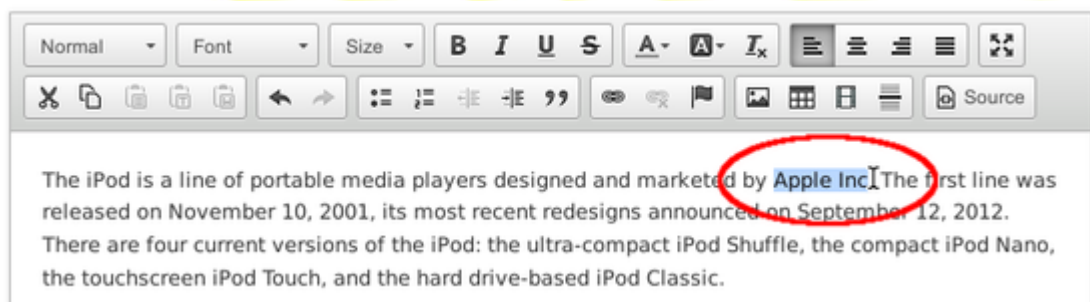 Normal Font Size B I U S A A Tx
Source
The iPod is a line of portable media players designed and marketed by Apple Inc. The first line was
released on November 10, 2001, its most recent redesigns announced on September 12, 2012.
There are four current versions of the iPod: the ultra-compact iPod Shuffle, the compact iPod Nano,
the touchscreen iPod Touch, and the hard drive-based iPod Classic.